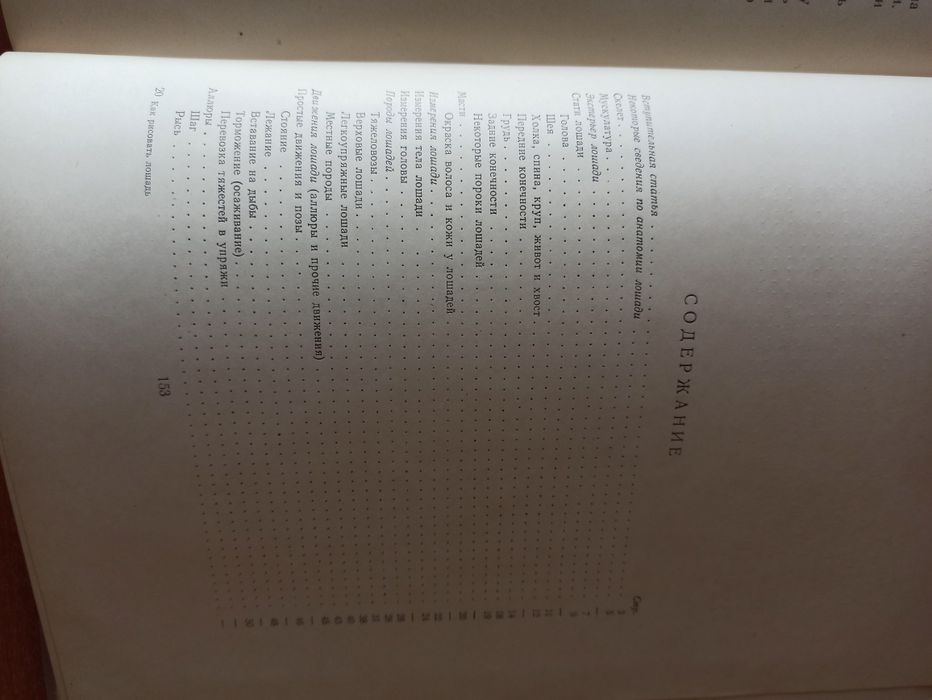 СОДЕРЖАНИЕ
Стр.
Вступительная статья
Некоторые сведения по анатомии лошади
Скелет
Мускулатура
Экстерьер лошади
Стати лошади
Голова
Шея
Холка, спина, круп, живот и хвост
Передние конечности
Грудь
Задние конечности
Некоторые пороки лошадей
Масти
Окраска волоса и кожи у лошадей
Измерения лошади
Измерения тела лошади
Измерения головы
Породы лошадей
Тяжеловозы
Верховые лошади
Легкоупряжные лошади
Местные породы
Движения лошади (аллюры и прочие движения)
Простые движения и позы
Стояние
Лежание
Вставание на дыбы
Торможение (осаживание)
Перевозка тяжестей в упряжи
Аллюры
Шаг
Рысь
20 Как рисовать лошадь
153